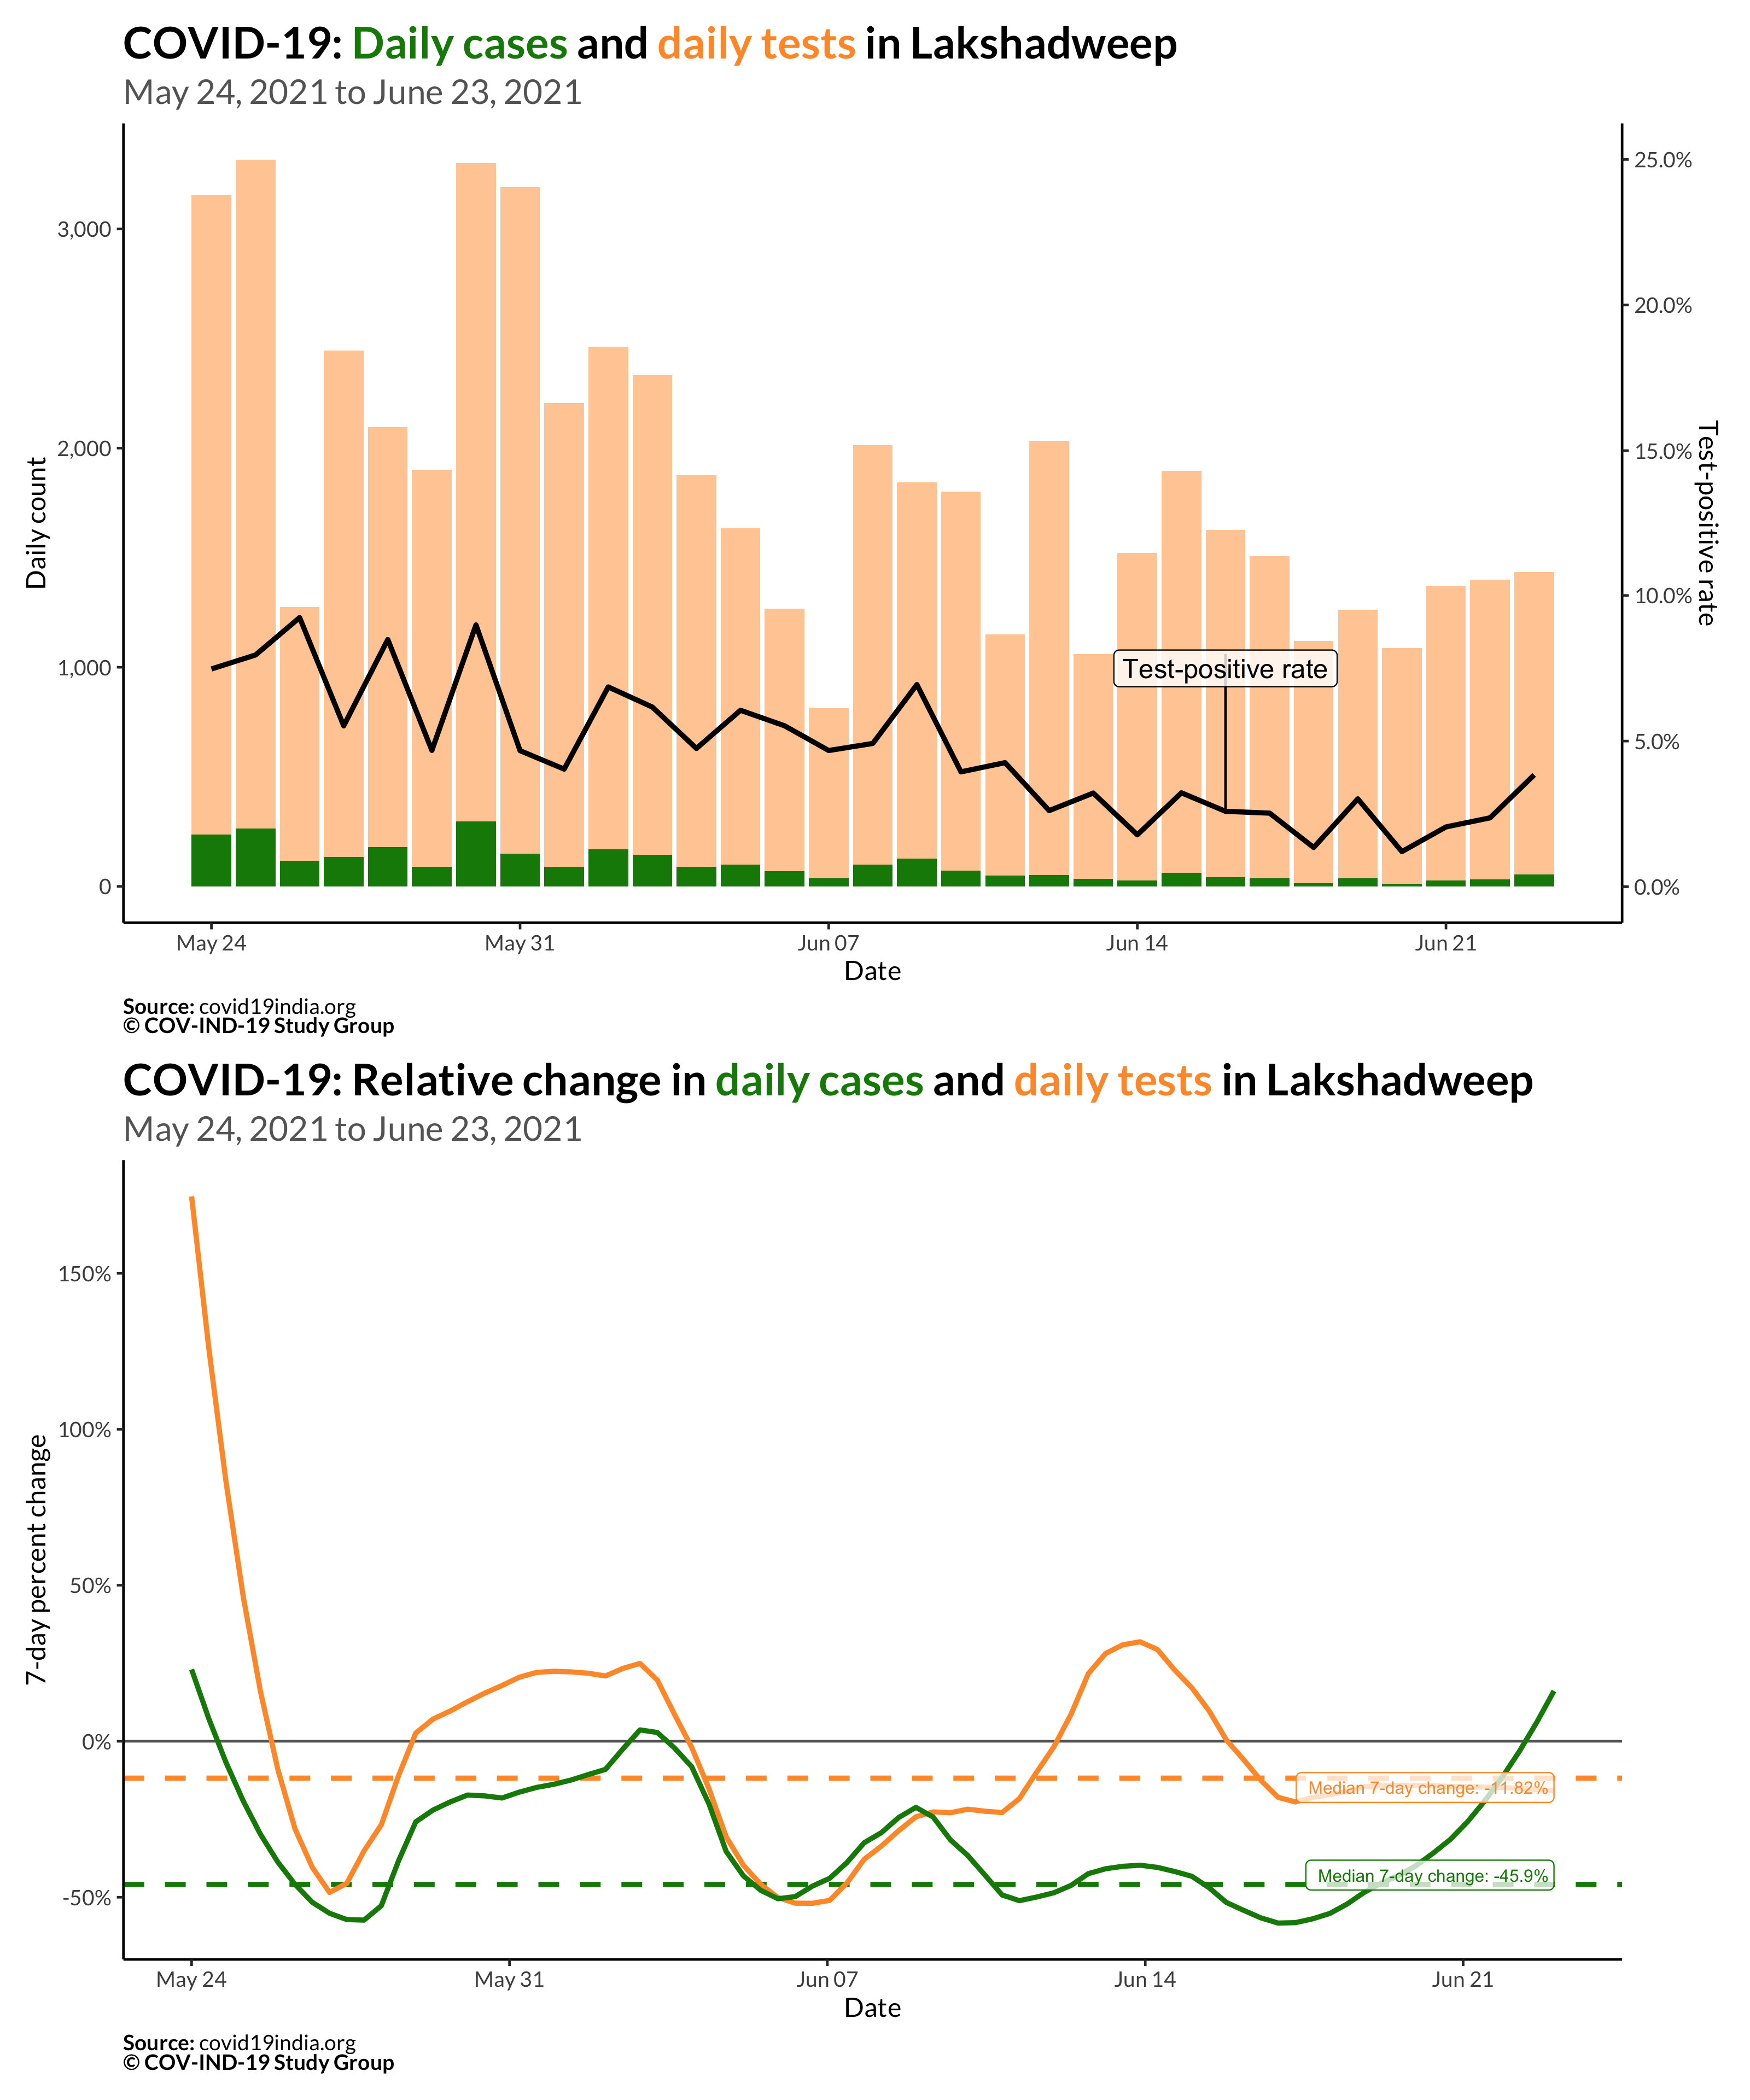 COVID-19: Daily cases and daily tests in Lakshadweep
May 24, 2021 to June 23, 2021
3,000
2,000
1,000
0
Daily count
25.0%
20.0%
15.0%
10.0%
5.0%
0.0%
Test-positive rate
Test-positive rate
May 24
May 31
Jun 07
Jun 14
Jun 21
Date
Source: covid19india.org
© COV-IND-19 Study Group
COVID-19: Relative change in daily cases and daily tests in Lakshadweep
May 24, 2021 to June 23, 2021
150%
100%
50%
0%
-50%
7-day percent change
Median 7-day change: -11.82%
Median 7-day change: -45.9%
May 24
May 31
Jun 07
Jun 14
Jun 21
Date
Source: covid19india.org
© COV-IND-19 Study Group